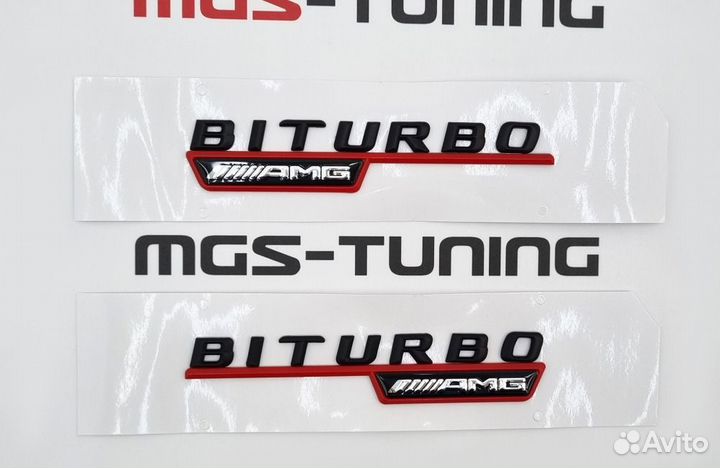 MGS-TUNING
BITURBO
AMG
MGS-TUNING
BITURBO
AMG
Avito